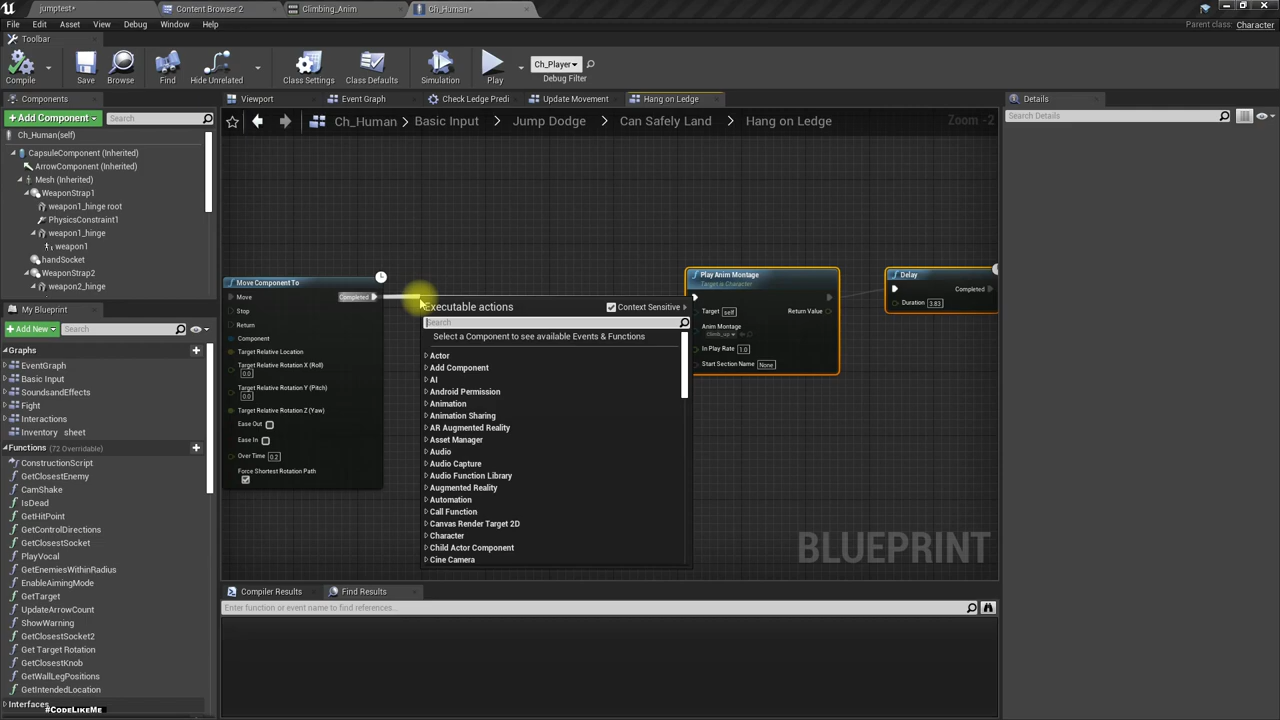 jumptest*
Content Browser 2
Climbing_Anim
Ch_Human*
File Edit Asset View Debug Window Help
Parent class: Character
Toolbar
Compile
Save
Browse
Find
Hide Unrelated
Class Settings
Class Defaults
Simulation
Play
Ch_Player
Debug Filter
Components
+ Add Component
Search
Ch_Human(self)
CapsuleComponent (Inherited)
ArrowComponent (Inherited)
Mesh (Inherited)
WeaponStrap1
weapon1_hinge root
PhysicsConstraint1
weapon1_hinge
weapon1
handSocket
WeaponStrap2
weapon2_hinge
My Blueprint
+ Add New
Search
Graphs
EventGraph
Basic Input
SoundsandEffects
Fight
Interactions
Inventory sheet
Functions (72 Overridable)
ConstructionScript
GetClosestEnemy
CamShake
IsDead
GetHitPoint
GetControlDirections
GetClosestSocket
PlayVocal
GetEnemiesWithinRadius
EnableAimingMode
GetTarget
UpdateArrowCount
ShowWarning
GetClosestSocket2
Get Target Rotation
GetClosestKnob
GetWallLegPositions
GetIntendedLocation
Interfaces
#CodeLikeMe
Viewport
Event Graph
Check Ledge Predi
Update Movement
Hang on Ledge
Ch_Human > Basic Input > Jump Dodge > Can Safely Land > Hang on Ledge
Zoom -2
Move Component To
Move
Completed
Stop
Return
Component
Target Relative Location
Target Relative Rotation X (Roll)
0.0
Target Relative Rotation Y (Pitch)
0.0
Target Relative Rotation Z (Yaw)
Ease Out
Ease In
Over Time 0.2
Force Shortest Rotation Path
Executable actions
Context Sensitive
Search
Select a Component to see available Events & Functions
Actor
Add Component
AI
Android Permission
Animation
Animation Sharing
AR Augmented Reality
Asset Manager
Audio
Audio Capture
Audio Function Library
Augmented Reality
Automation
Call Function
Canvas Render Target 2D
Character
Child Actor Component
Cine Camera
Play Anim Montage
Target is Character
Target self
Return Value
Anim Montage
Climb_up
In Play Rate 1.0
Start Section Name None
Delay
Completed
Duration 3.83
BLUEPRINT
Compiler Results
Find Results
Enter function or event name to find references...
Details
Search Details